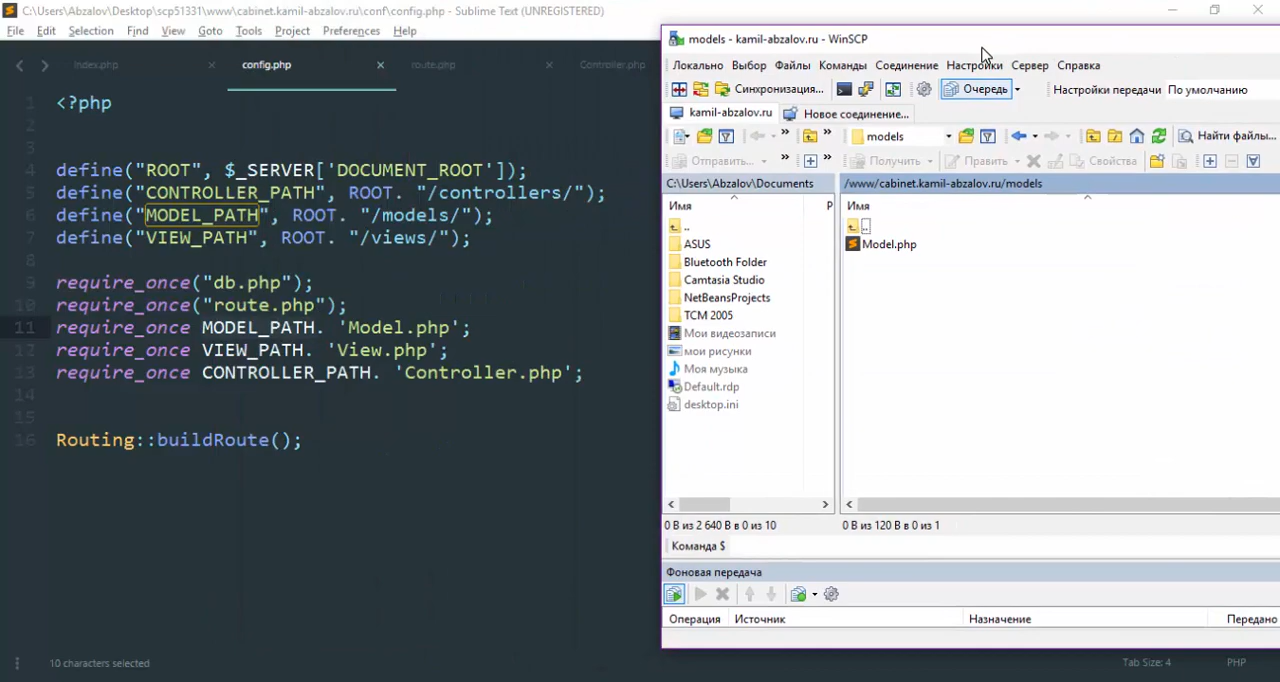 C:\Users\Abzalov\Desktop\scp51331\www\cabinet.kamil-abzalov.ru\conf\config.php - Sublime Text (UNREGISTERED)
File Edit Selection Find View Goto Tools Project Preferences Help
index.php config.php route.php Controller.php
1 <?php
2
3
4 define("ROOT", $_SERVER['DOCUMENT_ROOT']);
5 define("CONTROLLER_PATH", ROOT. "/controllers/");
6 define("MODEL_PATH", ROOT. "/models/");
7 define("VIEW_PATH", ROOT. "/views/");
8
9 require_once("db.php");
10 require_once("route.php");
11 require_once MODEL_PATH. 'Model.php';
12 require_once VIEW_PATH. 'View.php';
13 require_once CONTROLLER_PATH. 'Controller.php';
14
15
16 Routing::buildRoute();
10 characters selected
Tab Size: 4 PHP
models - kamil-abzalov.ru - WinSCP
Локально Выбор Файлы Команды Соединение Настройки Сервер Справка
Синхронизация... Очередь Настройки передачи По умолчанию
kamil-abzalov.ru Новое соединение...
models Найти файлы...
Отправить... Получить Править Свойства
C:\Users\Abzalov\Documents
Имя Р
..
ASUS
Bluetooth Folder
Camtasia Studio
NetBeansProjects
TCM 2005
Мои видеозаписи
мои рисунки
Моя музыка
Default.rdp
desktop.ini
0 B из 2 640 B в 0 из 10
/www/cabinet.kamil-abzalov.ru/models
Имя
..
Model.php
0 B из 120 B в 0 из 1
Команда $
Фоновая передача
Операция Источник Назначение Передано